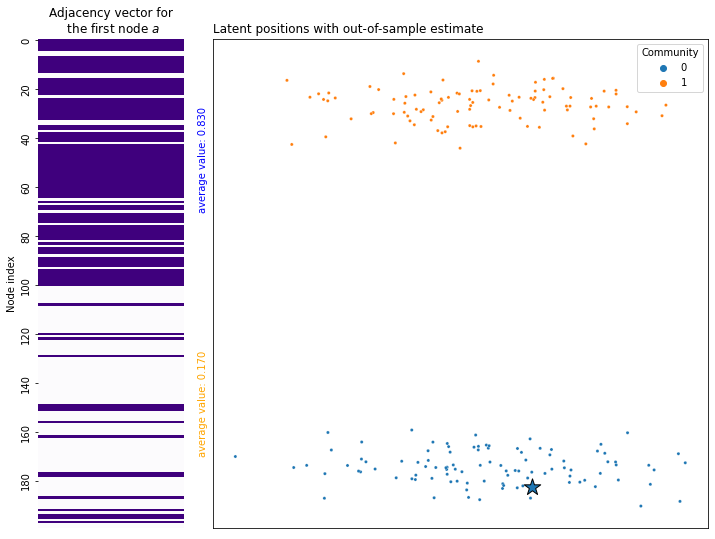 Adjacency vector for
the first node a
Latent positions with out-of-sample estimate
Node index
0
20
40
60
80
100
120
140
160
180
average value: 0.830
average value: 0.170
Community
0
1